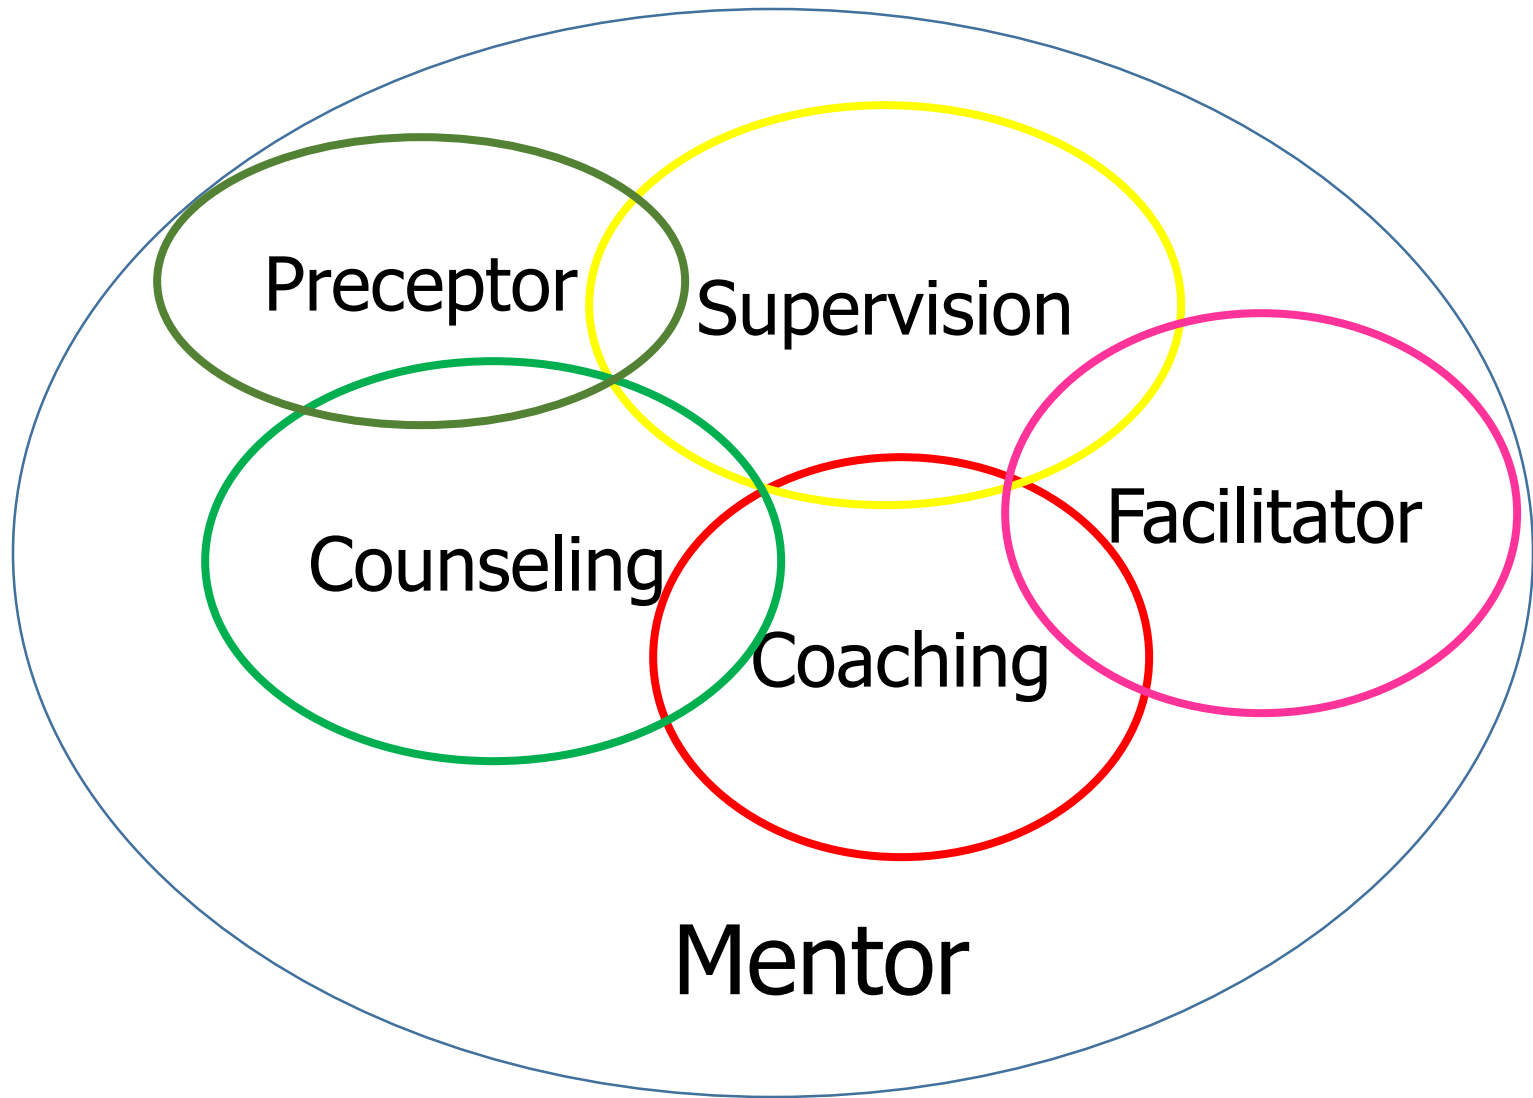 Preceptor
Supervision
Facilitator
Counseling
Coaching
Mentor